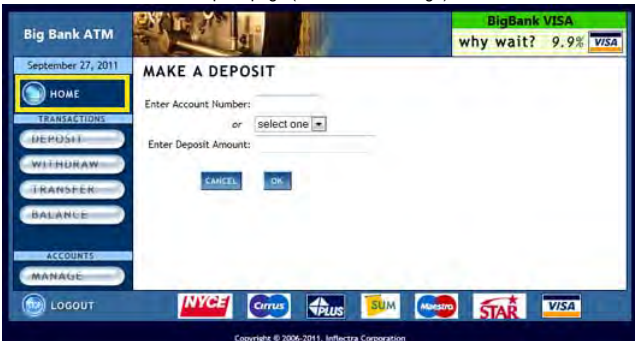 BigBank VISA
Big Bank ATM
why wait? 9.9% VISA
September 27, 2011
MAKE A DEPOSIT
HOME
Enter Account Number:
TRANSACTIONS
or select one
DEPOSIT
Enter Deposit Amount:
WITHDRAW
CANCEL OK
TRANSFER
BALANCE
ACCOUNTS
MANAGE
LOGOUT
NYCE Cirrus PLUS SUM Maestro STAR VISA
Copyright © 2006-2011, Inflectra Corporation